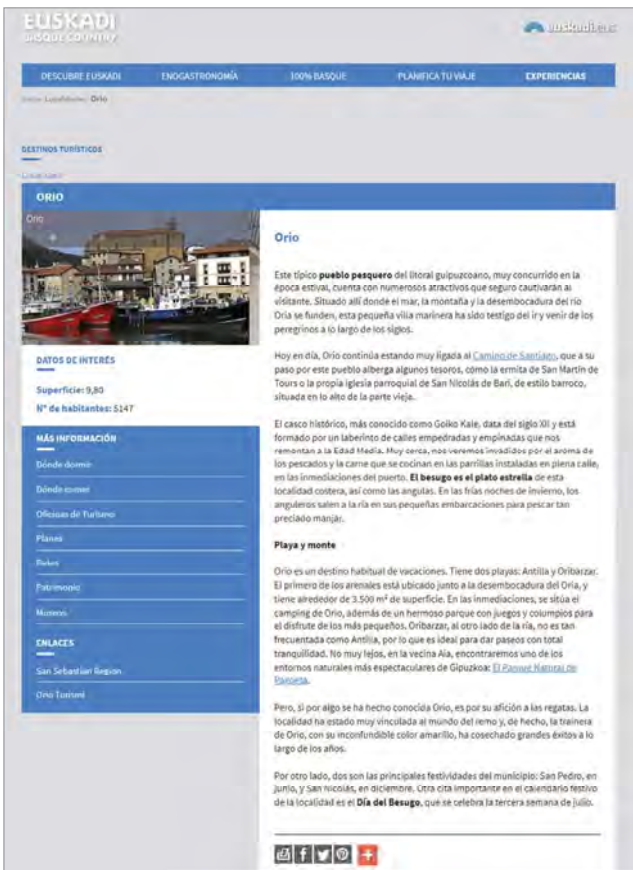 EUSKADI
BASQUE COUNTRY
euskadi.eus
DESCUBRE EUSKADI
ENOGASTRONOMÍA
100% BASQUE
PLANIFICA TU VIAJE
EXPERIENCIAS
Orio
DESTINOS TURÍSTICOS
ORIO
Orio
DATOS DE INTERÉS
Superficie: 9,80
Nº de habitantes: 5147
MÁS INFORMACIÓN
Dónde dormir
Dónde comer
Oficinas de Turismo
Planes
Rutas
Patrimonio
Museos
ENLACES
San Sebastian Region
Orio Turismo
Orio
Este típico pueblo pesquero del litoral guipuzcoano, muy concurrido en la
época estival, cuenta con numerosos atractivos que seguro cautivarán al
visitante. Situado allí donde el mar, la montaña y la desembocadura del río
Oria se funden, esta pequeña villa marinera ha sido testigo del ir y venir de los
peregrinos a lo largo de los siglos.
Hoy en día, Orio continúa estando muy ligada al Camino de Santiago, que a su
paso por este pueblo alberga algunos tesoros, como la ermita de San Martín de
Tours o la propia iglesia parroquial de San Nicolás de Bari, de estilo barroco,
situada en lo alto de la parte vieja.
El casco histórico, más conocido como Goiko Kale, data del siglo XII y está
formado por un laberinto de calles empedradas y empinadas que nos
remontan a la Edad Media. Muy cerca, nos veremos invadidos por el aroma de
los pescados y la carne que se cocinan en las parrillas instaladas en plena calle,
en las inmediaciones del puerto. El besugo es el plato estrella de esta
localidad costera, así como las angulas. En las frías noches de invierno, los
anguleros salen a la ría en sus pequeñas embarcaciones para pescar tan
preciado manjar.
Playa y monte
Orio es un destino habitual de vacaciones. Tiene dos playas: Antilla y Oribarzar.
El primero de los arenales está ubicado junto a la desembocadura del Oria, y
tiene alrededor de 3.500 m² de superficie. En las inmediaciones, se sitúa el
camping de Orio, además de un hermoso parque con juegos y columpios para
el disfrute de los más pequeños. Oribarzar, al otro lado de la ría, no es tan
frecuentada como Antilla, por lo que es ideal para dar paseos con total
tranquilidad. No muy lejos, en la vecina Aia, encontraremos uno de los
entornos naturales más espectaculares de Gipuzkoa: El Parque Natural de
Pagoeta.
Pero, si por algo se ha hecho conocida Orio, es por su afición a las regatas. La
localidad ha estado muy vinculada al mundo del remo y, de hecho, la trainera
de Orio, con su inconfundible color amarillo, ha cosechado grandes éxitos a lo
largo de los años.
Por otro lado, dos son las principales festividades del municipio: San Pedro, en
junio, y San Nicolás, en diciembre. Otra cita importante en el calendario festivo
de la localidad es el Día del Besugo, que se celebra la tercera semana de julio.